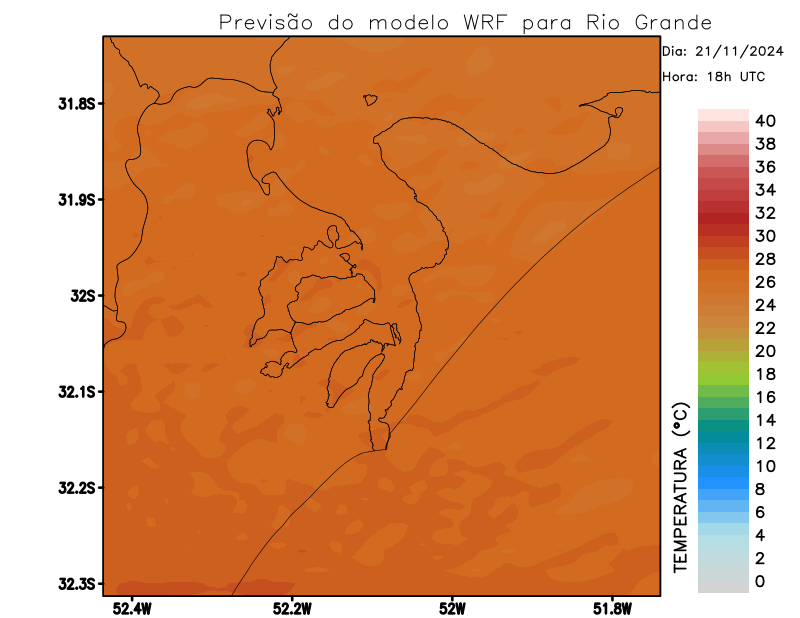 Previsão do modelo WRF para Rio Grande
Dia: 21/11/2024
Hora: 18h UTC
31.8S
31.9S
32S
32.1S
32.2S
32.3S
52.4W
52.2W
52W
51.8W
40
38
36
34
32
30
28
26
24
22
20
18
16
14
12
10
8
6
4
2
0
TEMPERATURA (°C)